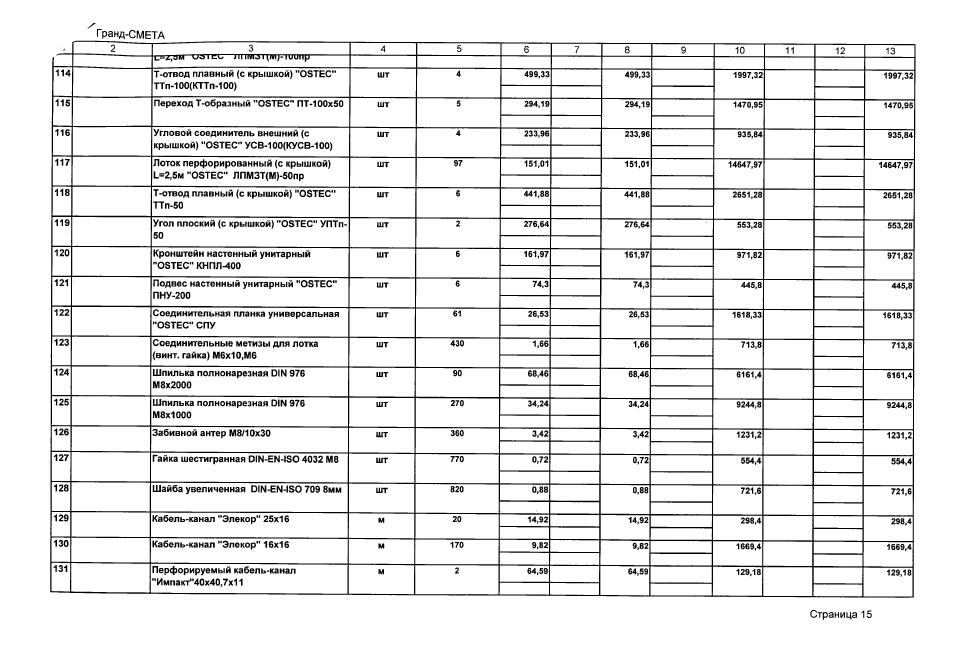 Гранд-СМЕТА
2 3 4 5 6 7 8 9 10 11 12 13
L=2,5м "OSTEC" ЛПМЗТ(М)-100пр
114 Т-отвод плавный (с крышкой) "OSTEC" шт 4 499,33 499,33 1997,32 1997,32
ТТп-100(КТТп-100)
115 Переход Т-образный "OSTEC" ПТ-100х50 шт 5 294,19 294,19 1470,95 1470,95
116 Угловой соединитель внешний (с шт 4 233,96 233,96 935,84 935,84
крышкой) "OSTEC" УСВ-100(КУСВ-100)
117 Лоток перфорированный (с крышкой) шт 97 151,01 151,01 14647,97 14647,97
L=2,5м "OSTEC" ЛПМЗТ(М)-50пр
118 Т-отвод плавный (с крышкой) "OSTEC" шт 6 441,88 441,88 2651,28 2651,28
ТТп-50
119 Угол плоский (с крышкой) "OSTEC" УПТп- шт 2 276,64 276,64 553,28 553,28
50
120 Кронштейн настенный унитарный шт 6 161,97 161,97 971,82 971,82
"OSTEC" КНПЛ-400
121 Подвес настенный унитарный "OSTEC" шт 6 74,3 74,3 445,8 445,8
ПНУ-200
122 Соединительная планка универсальная шт 61 26,53 26,53 1618,33 1618,33
"OSTEC" СПУ
123 Соединительные метизы для лотка шт 430 1,66 1,66 713,8 713,8
(винт. гайка) М6х10,М6
124 Шпилька полнонарезная DIN 976 шт 90 68,46 68,46 6161,4 6161,4
М8х2000
125 Шпилька полнонарезная DIN 976 шт 270 34,24 34,24 9244,8 9244,8
М8х1000
126 Забивной антер М8/10х30 шт 360 3,42 3,42 1231,2 1231,2
127 Гайка шестигранная DIN-EN-ISO 4032 М8 шт 770 0,72 0,72 554,4 554,4
128 Шайба увеличенная DIN-EN-ISO 709 8мм шт 820 0,88 0,88 721,6 721,6
129 Кабель-канал "Элекор" 25х16 м 20 14,92 14,92 298,4 298,4
130 Кабель-канал "Элекор" 16х16 м 170 9,82 9,82 1669,4 1669,4
131 Перфорируемый кабель-канал м 2 64,59 64,59 129,18 129,18
"Импакт"40х40,7х11
Страница 15